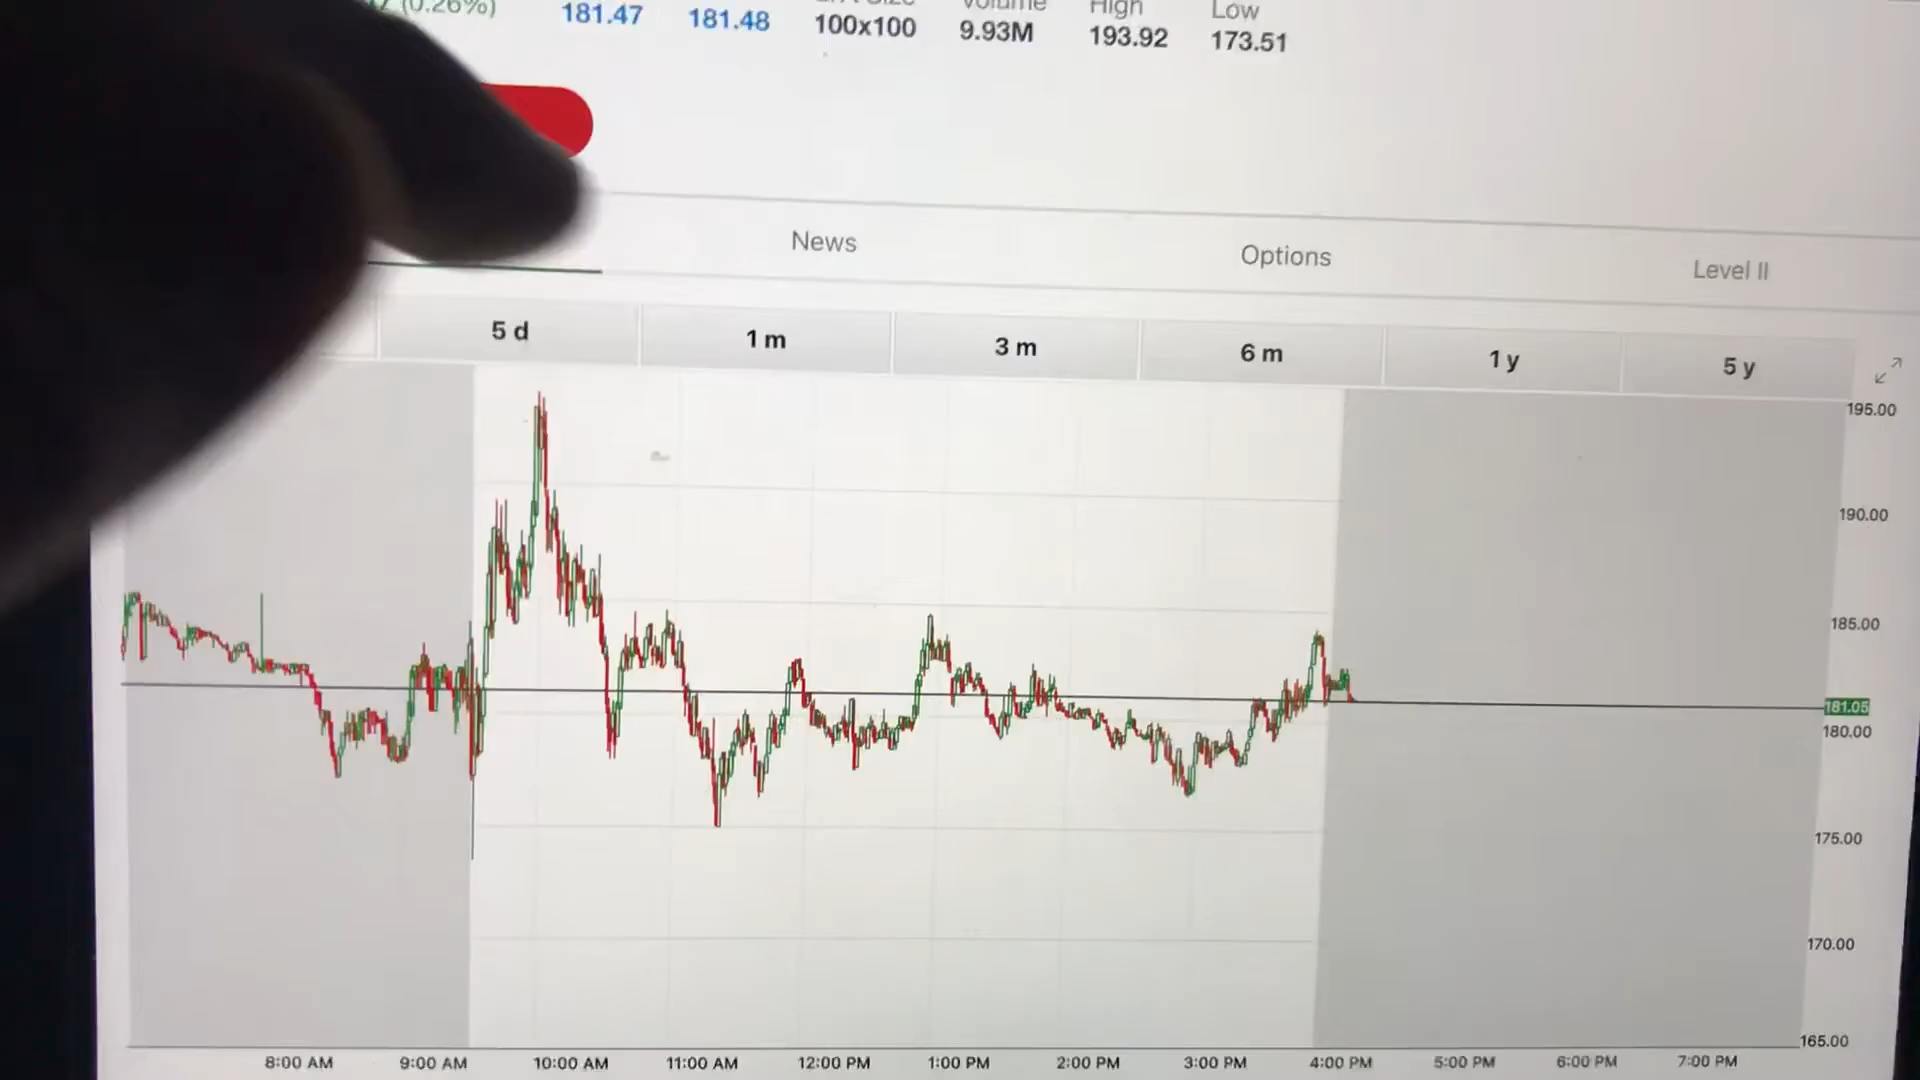 (0.26%)
181.47 181.48 100x100 9.93M 193.92 173.51
Volume High Low
News Options Level II
5 d 1 m 3 m 6 m 1 y 5 y
195.00
190.00
185.00
181.05
180.00
175.00
170.00
165.00
8:00 AM 9:00 AM 10:00 AM 11:00 AM 12:00 PM 1:00 PM 2:00 PM 3:00 PM 4:00 PM 5:00 PM 6:00 PM 7:00 PM